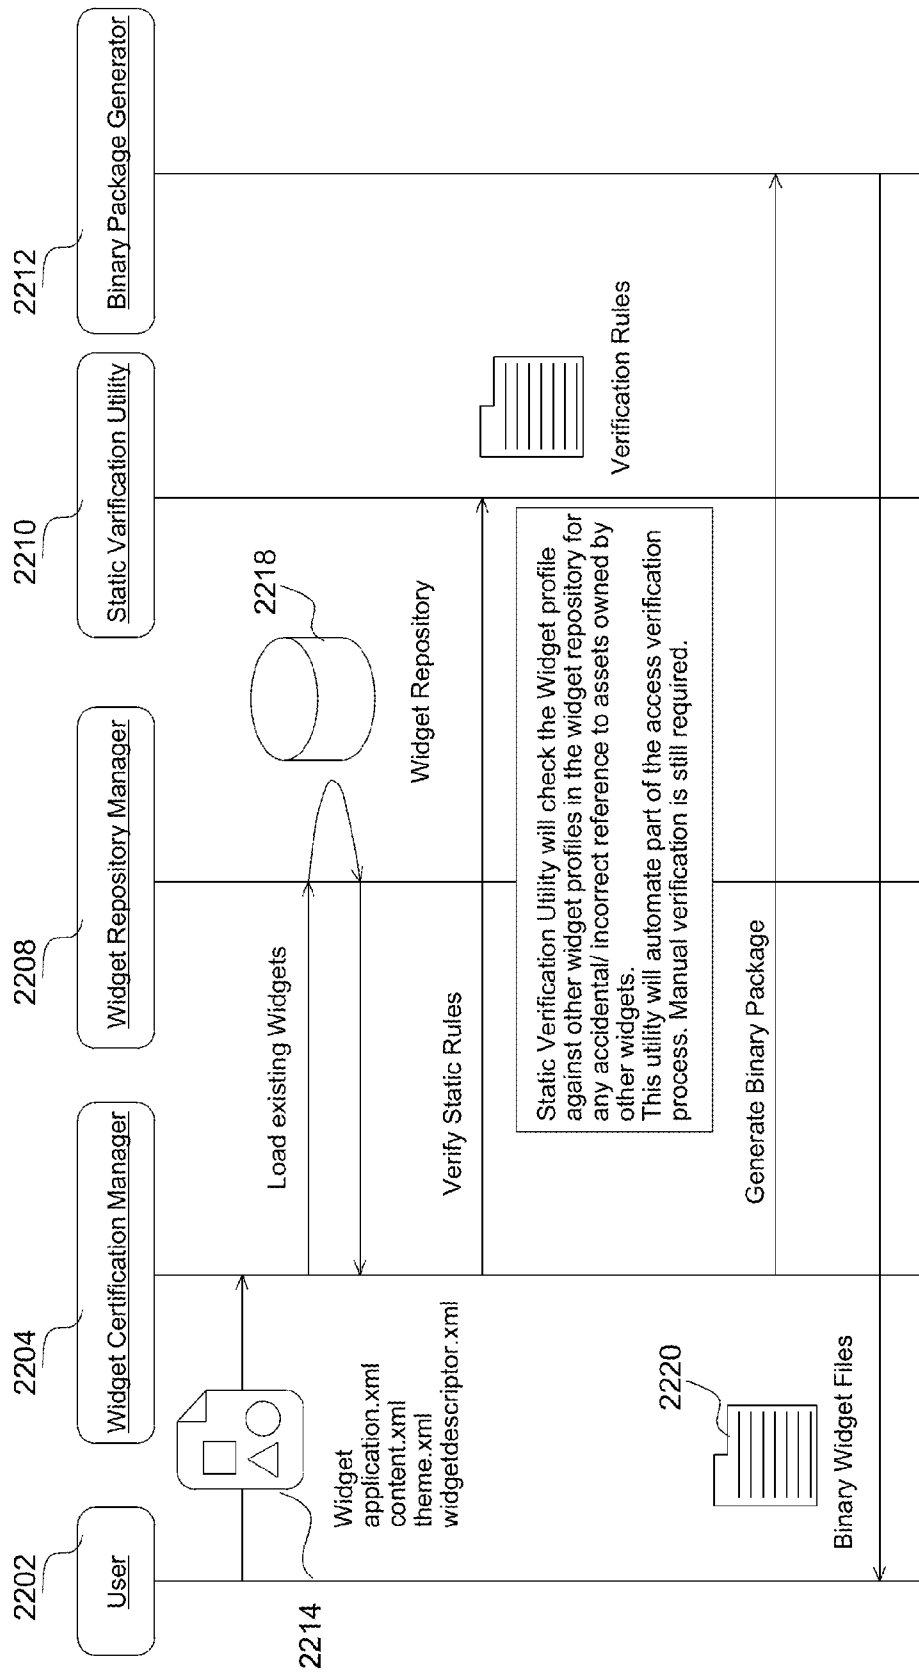 2202
User
2204
Widget Certification Manager
2208
Widget Repository Manager
2210
Static Varification Utility
2212
Binary Package Generator
2214
Widget
application.xml
content.xml
theme.xml
widgetdescriptor.xml
Load existing Widgets
2218
Widget Repository
Verify Static Rules
Verification Rules
Static Verification Utility will check the Widget profile
against other widget profiles in the widget repository for
any accidental/ incorrect reference to assets owned by
other widgets.
This utility will automate part of the access verification
process. Manual verification is still required.
Generate Binary Package
2220
Binary Widget Files